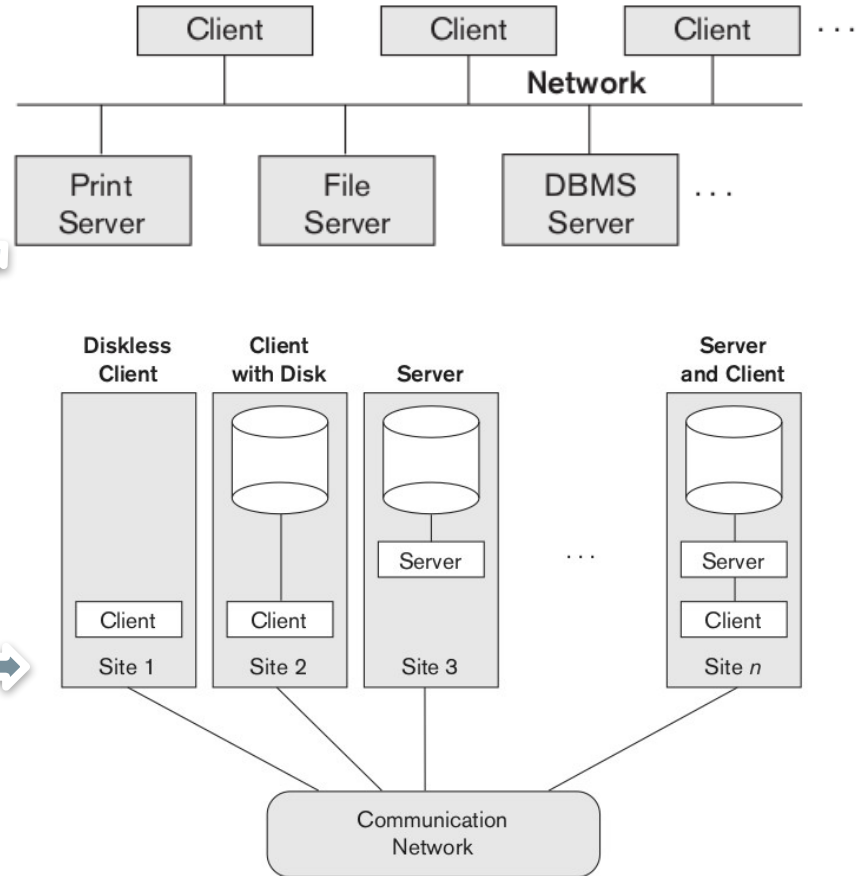 Client
Client
Client
. . .
Network
Print
Server
File
Server
DBMS
Server
. . .
Diskless
Client
Client
with Disk
Server
Server
and Client
Server
. . .
Server
Client
Client
Client
Site 1
Site 2
Site 3
Site n
Communication
Network